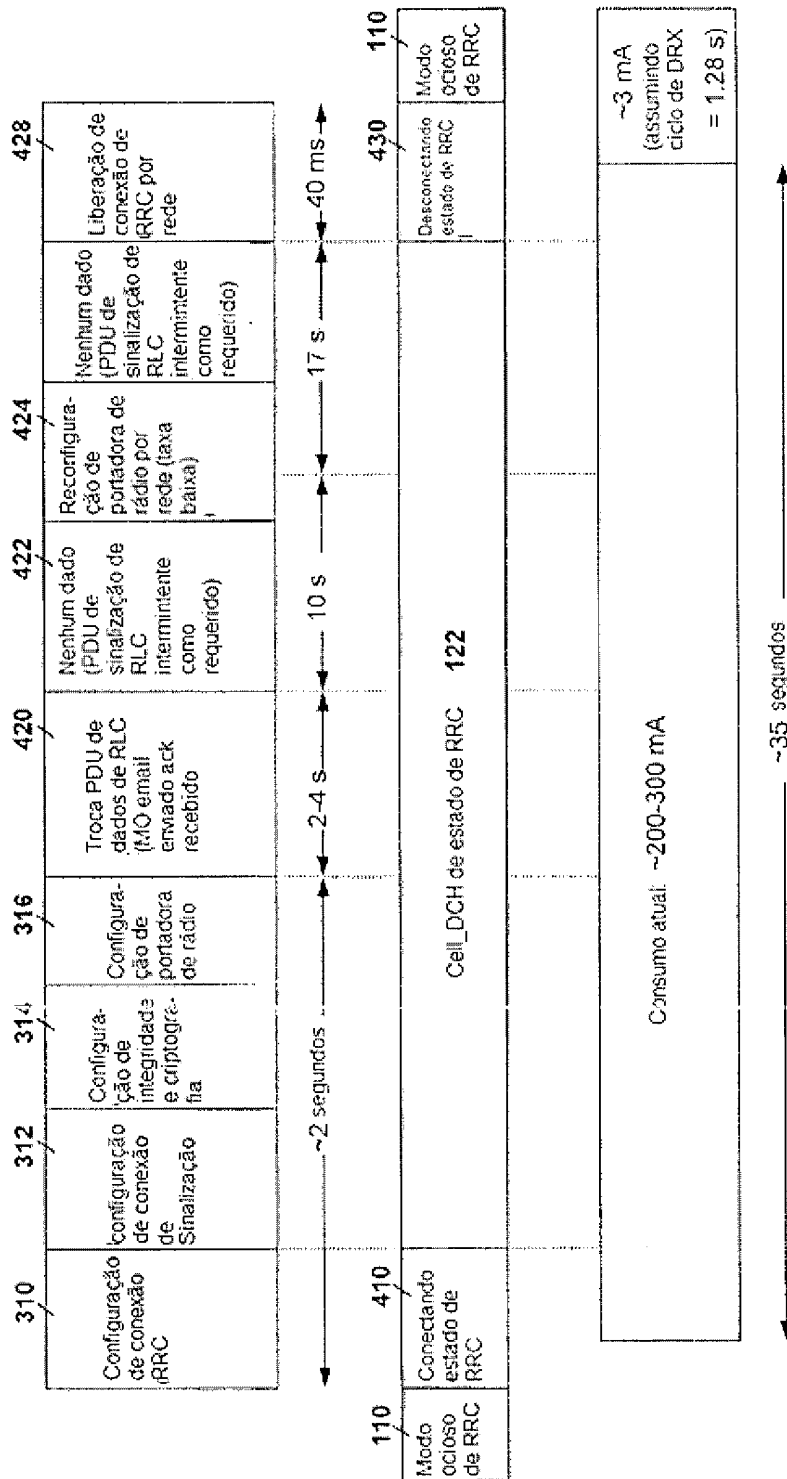 310
312
314
316
420
422
424
428
Configuração
de conexão
(RRC
'configuração
de conexão
de
Sinalização
Configura-
'ção de
integridade
e criptogra-
fia
Configura-
ção de
portadora
de rádio
Troca PDU de
dados de RLC
(MO email
enviado ack
recebido
Nenhum dado
(PDU de
sinalização de
RLC
intermintente
como
requerido)
Reconfigura-
ção de
portadora de
rádio por
rede (taxa
baixa)
'Nenhum dado
(PDU de
sinalização de
RLC
intermintente
como
requerido)
Liberação de
conexão de
(RRC por
rede
~2 segundos
2-4 s
10 s
17 s
40 ms
110
410
430
110
Modo
ocioso
de RRC
Conectando
estado de
RRC
Cell_DCH de estado de RRC 122
Desconectando
estado de RRC
Modo
ocioso
de RRC
Consumo atual: ~200-300 mA
~3 mA
(assumindo
ciclo de DRX
= 1.28 s)
~35 segundos